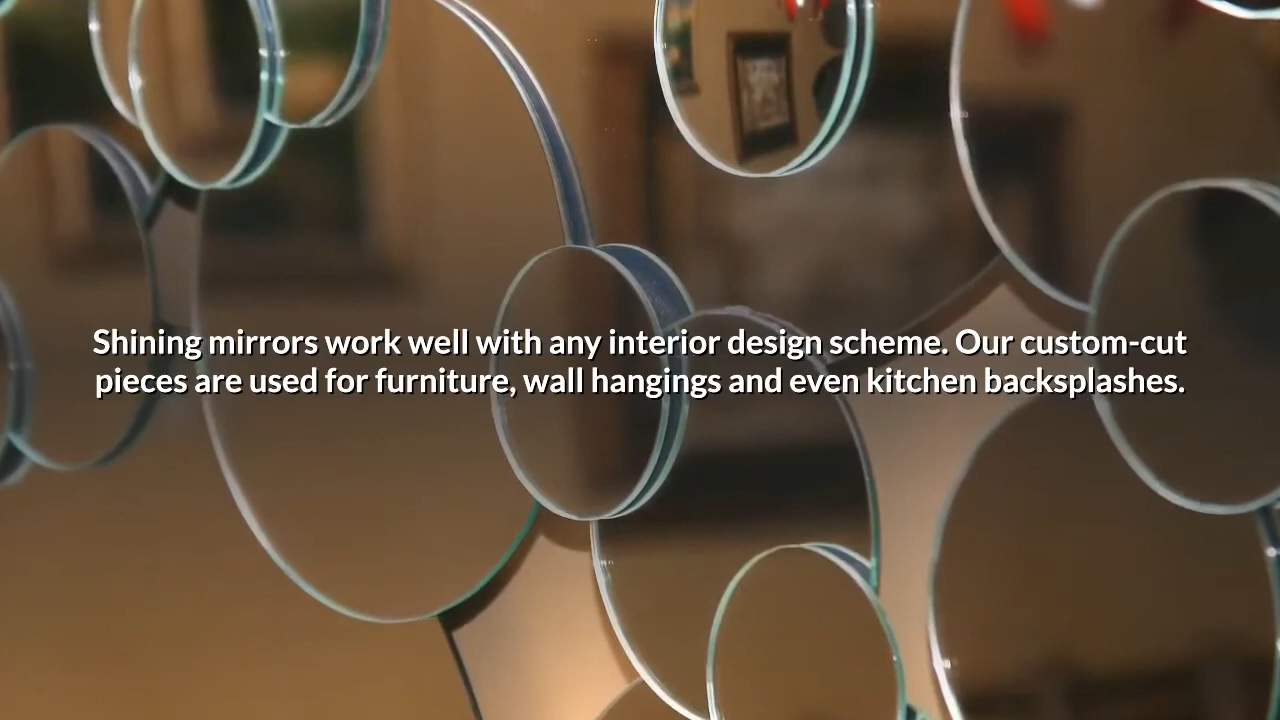 Shining mirrors work well with any interior design scheme. Our custom-cut
pieces are used for furniture, wall hangings and even kitchen backsplashes.